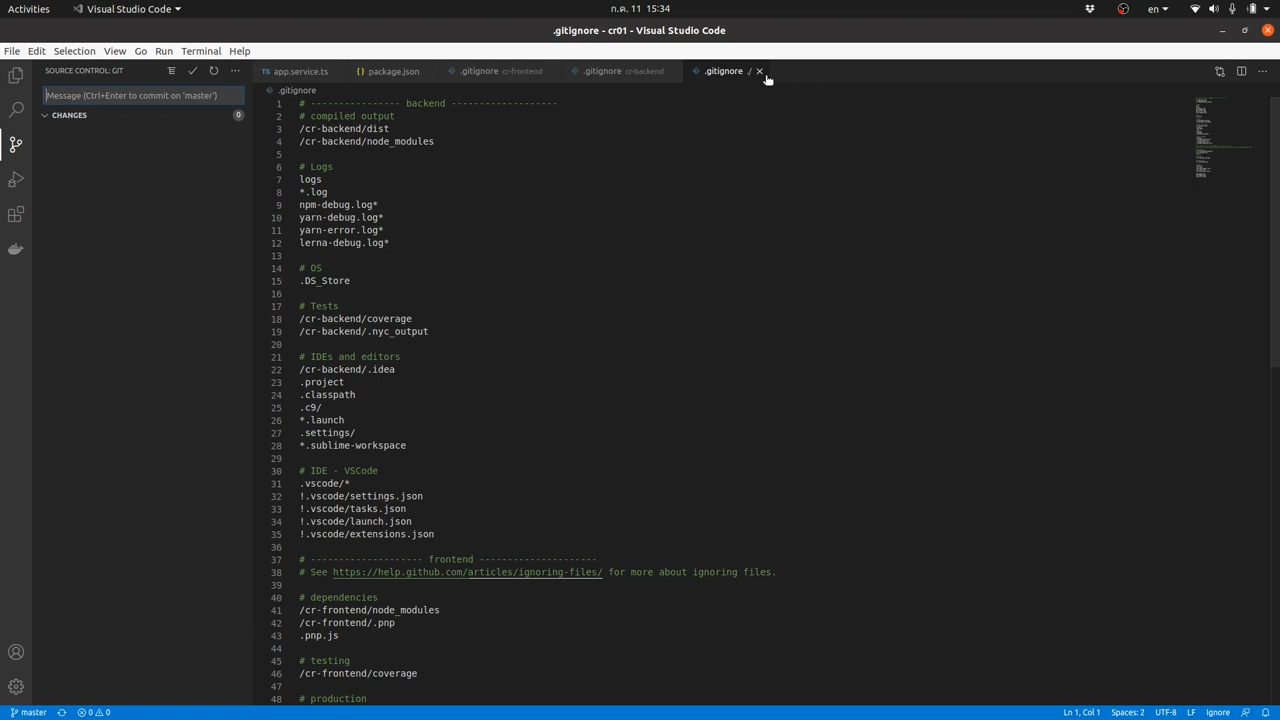 Activities
Visual Studio Code
ก.ค. 11 15:34
en
.gitignore - cr01 - Visual Studio Code
File Edit Selection View Go Run Terminal Help
SOURCE CONTROL: GIT
app.service.ts
{} package.json
.gitignore cr-frontend
.gitignore cr-backend
.gitignore ./
Message (Ctrl+Enter to commit on 'master')
CHANGES 0
.gitignore
1 # ---------------- backend -------------------
2 # compiled output
3 /cr-backend/dist
4 /cr-backend/node_modules
5
6 # Logs
7 logs
8 *.log
9 npm-debug.log*
10 yarn-debug.log*
11 yarn-error.log*
12 lerna-debug.log*
13
14 # OS
15 .DS_Store
16
17 # Tests
18 /cr-backend/coverage
19 /cr-backend/.nyc_output
20
21 # IDEs and editors
22 /cr-backend/.idea
23 .project
24 .classpath
25 .c9/
26 *.launch
27 .settings/
28 *.sublime-workspace
29
30 # IDE - VSCode
31 .vscode/*
32 !.vscode/settings.json
33 !.vscode/tasks.json
34 !.vscode/launch.json
35 !.vscode/extensions.json
36
37 # -------------------- frontend ---------------------
38 # See https://help.github.com/articles/ignoring-files/ for more about ignoring files.
39
40 # dependencies
41 /cr-frontend/node_modules
42 /cr-frontend/.pnp
43 .pnp.js
44
45 # testing
46 /cr-frontend/coverage
47
48 # production
master
0
0
Ln 1, Col 1
Spaces: 2
UTF-8
LF
Ignore